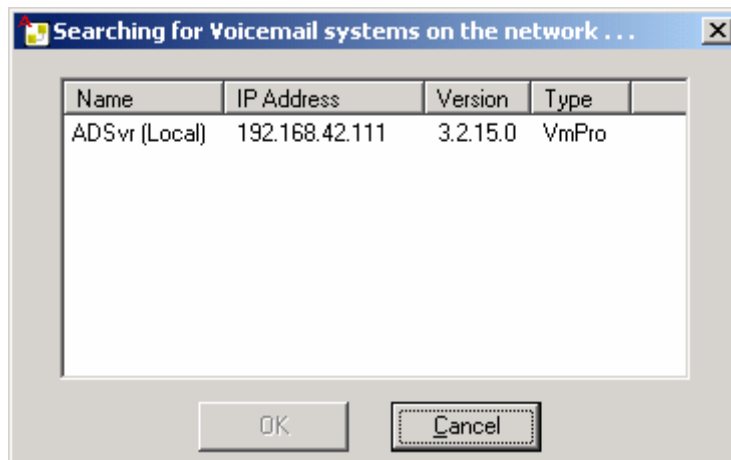 Searching for Voicemail systems on the network . . .
Name IP Address Version Type
ADSvr (Local) 192.168.42.111 3.2.15.0 VmPro
OK Cancel